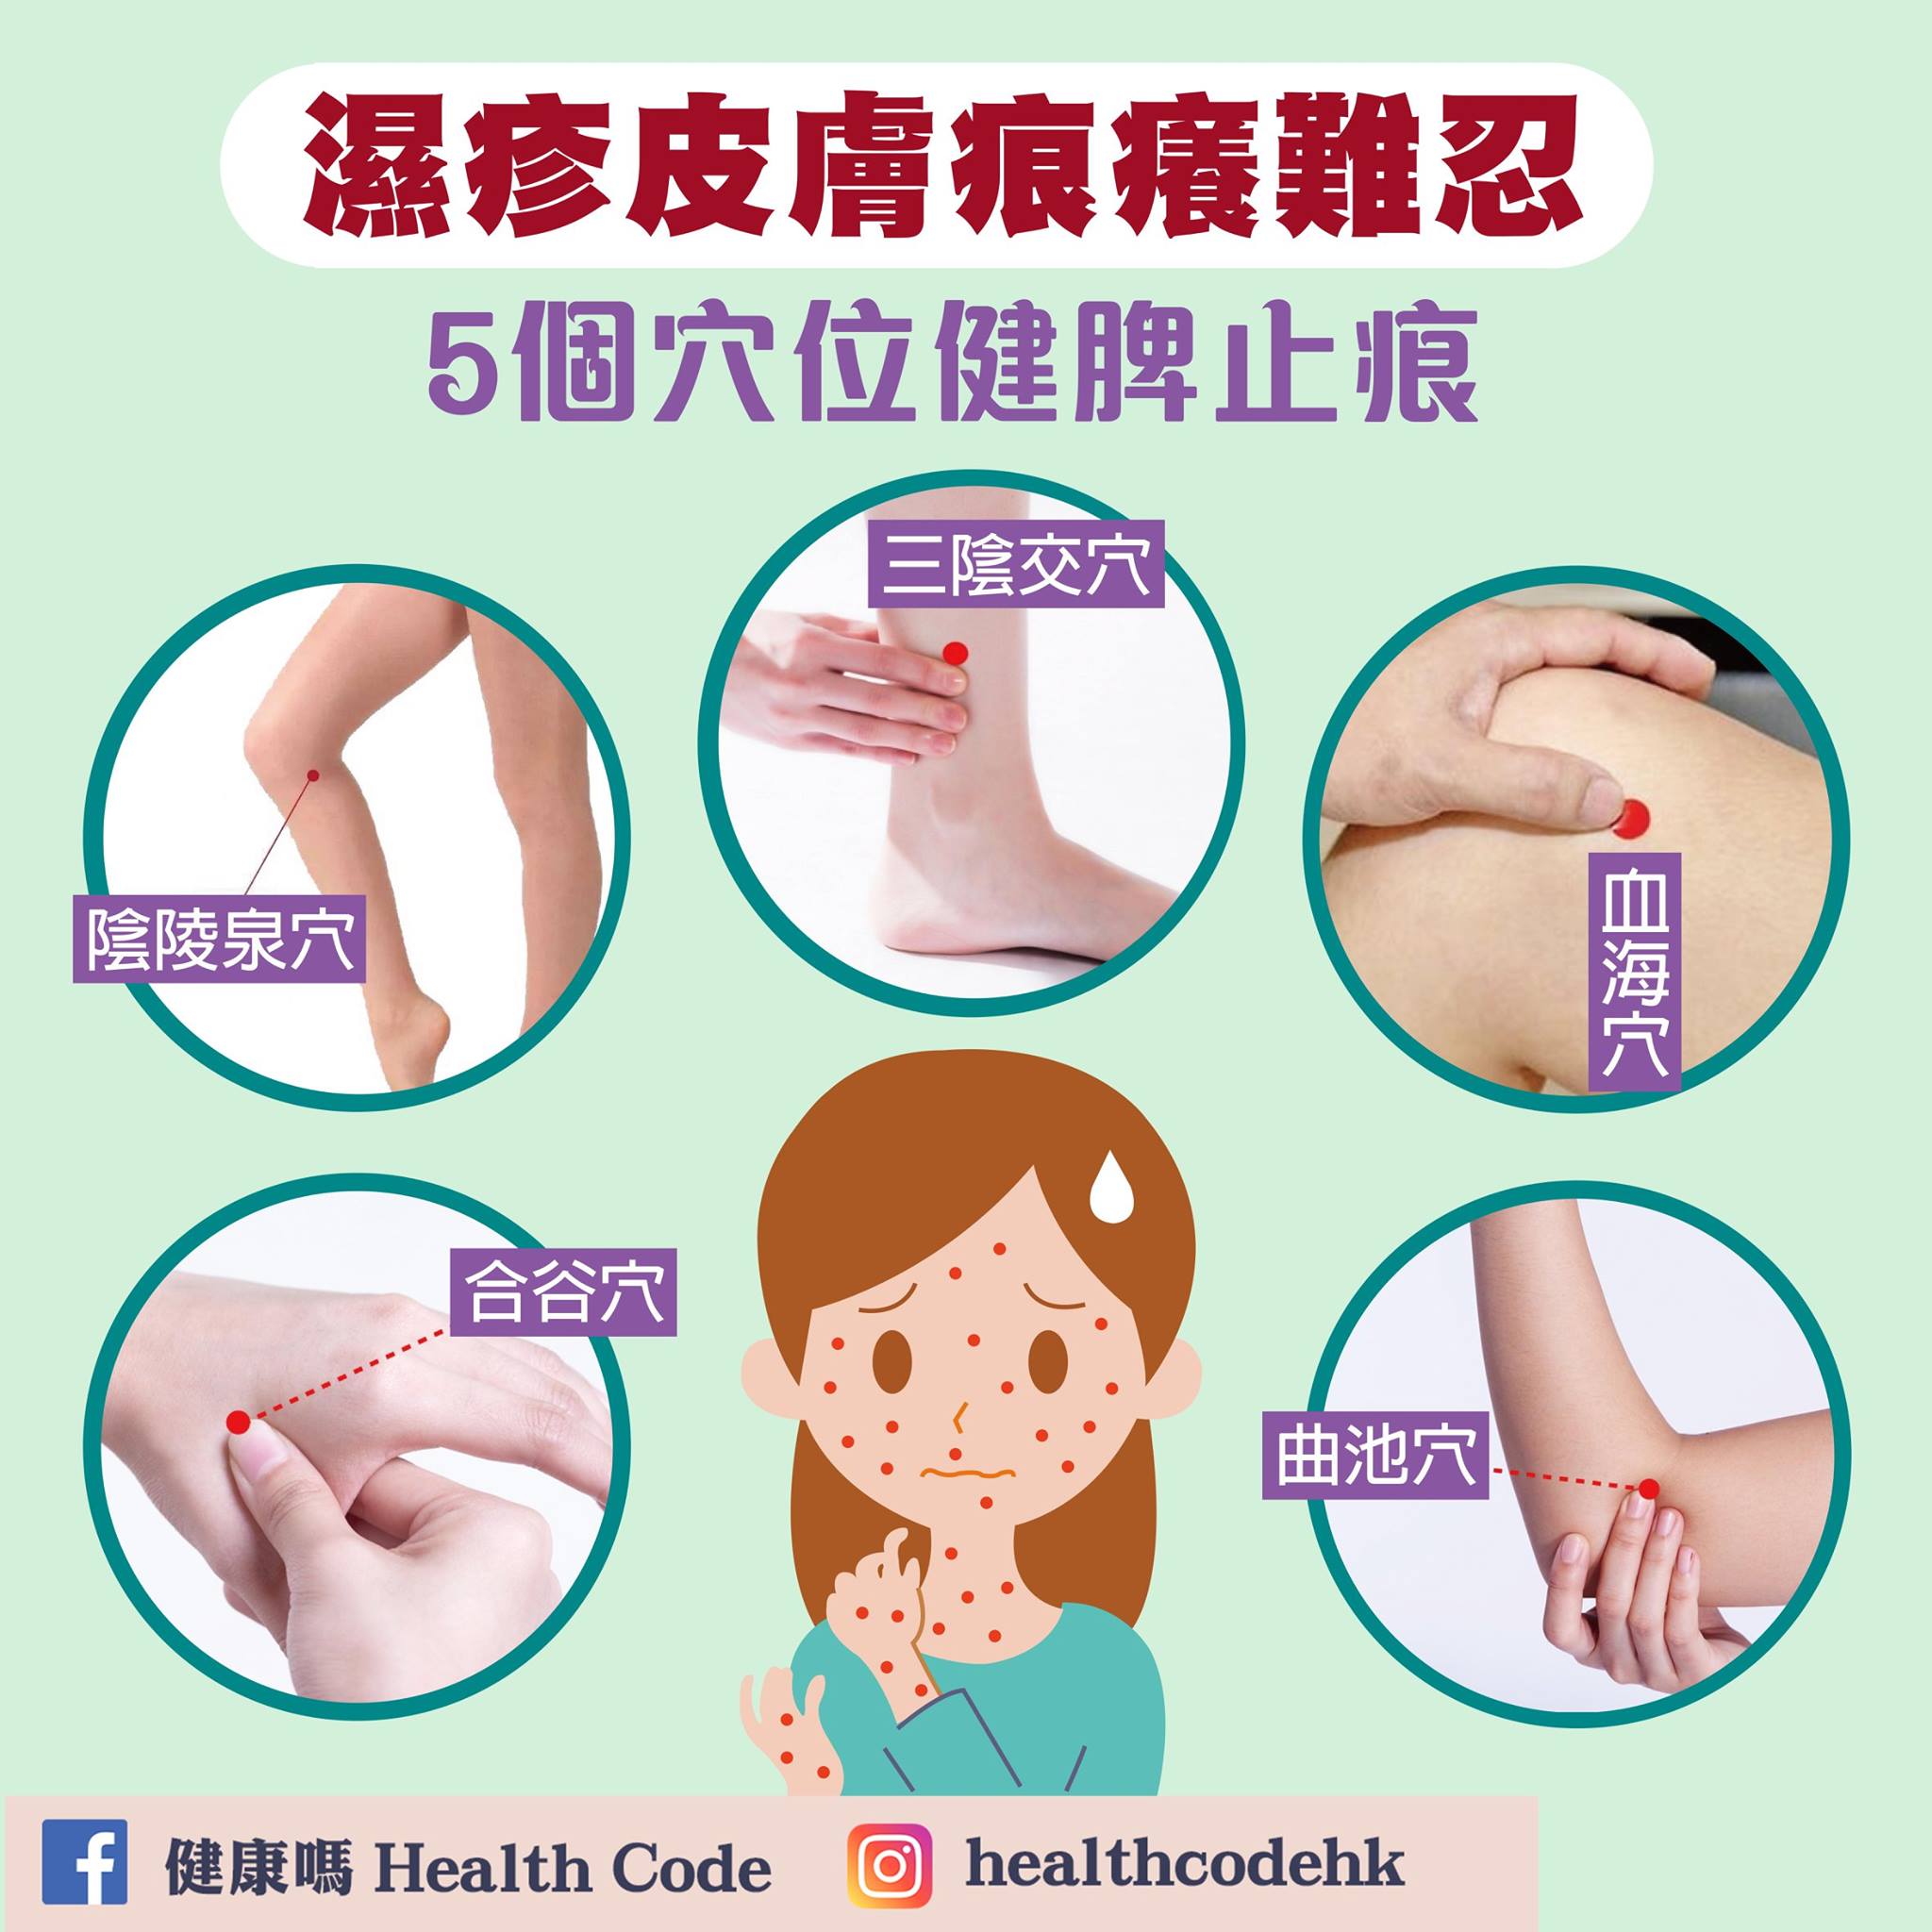 濕疹皮膚痕癢難忍
5個穴位健脾止痕
三陰交穴
陰陵泉穴
血海穴
合谷穴
曲池穴
健康嗎 Health Code
healthcodehk